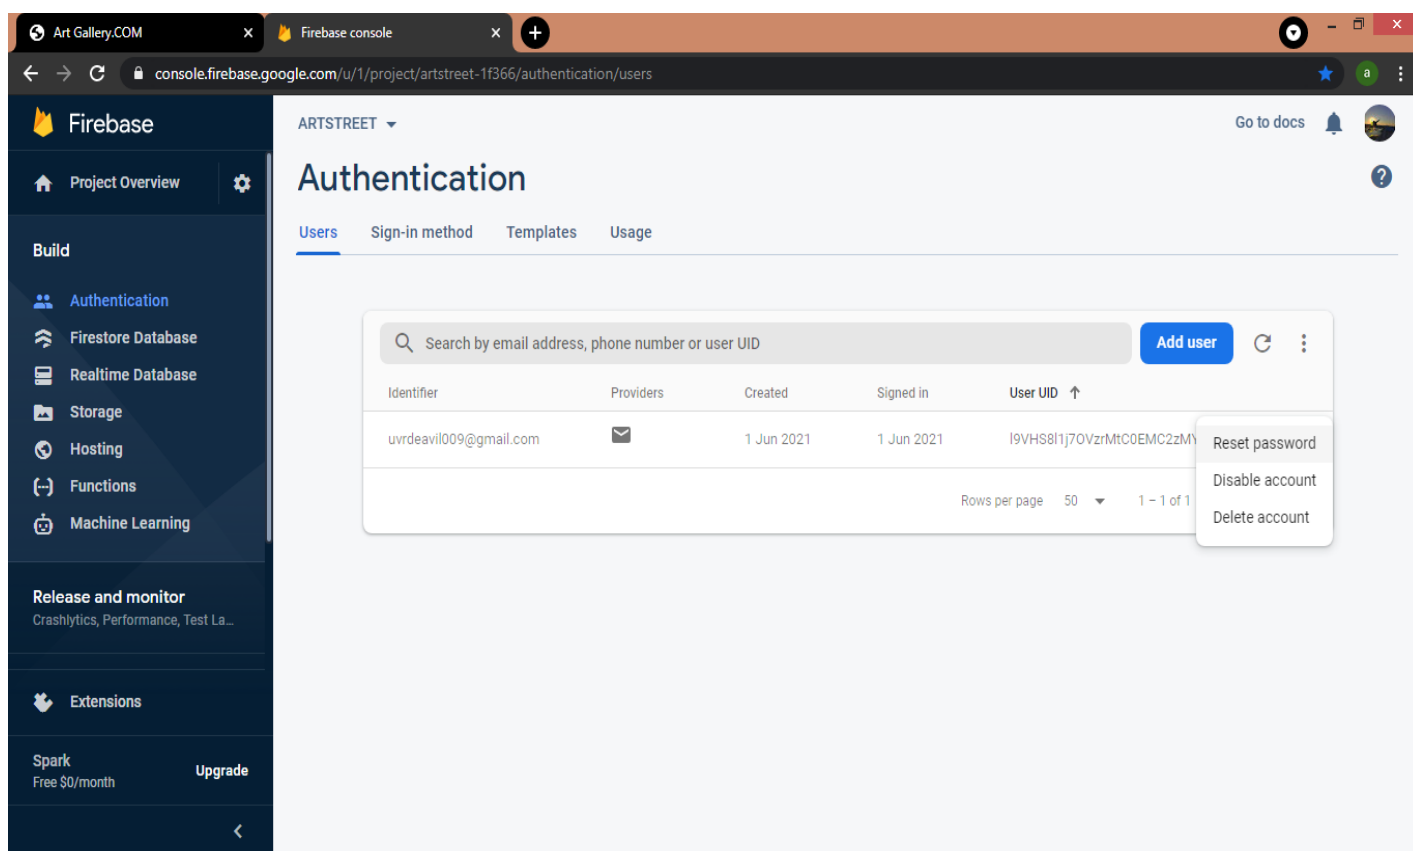 Art Gallery.COM
Firebase console
console.firebase.google.com/u/1/project/artstreet-1f366/authentication/users
a
Firebase
ARTSTREET
Go to docs
Project Overview
Authentication
Users Sign-in method Templates Usage
Build
Authentication
Firestore Database
Realtime Database
Storage
Hosting
Functions
Machine Learning
Release and monitor
Crashlytics, Performance, Test La...
Extensions
Spark
Free $0/month
Upgrade
Search by email address, phone number or user UID
Add user
Identifier Providers Created Signed in User UID
uvrdeavil009@gmail.com 1 Jun 2021 1 Jun 2021
Reset password
Disable account
Delete account
Rows per page 50 1 – 1 of 1